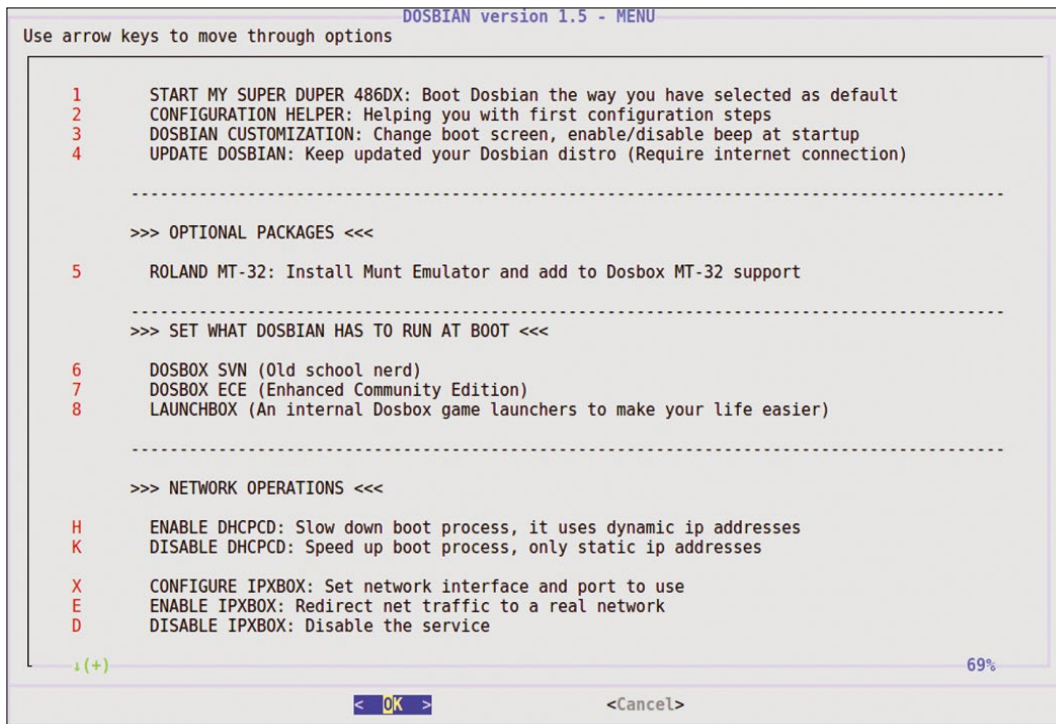 DOSBIAN version 1.5 - MENU
Use arrow keys to move through options
1 START MY SUPER DUPER 486DX: Boot Dosbian the way you have selected as default
2 CONFIGURATION HELPER: Helping you with first configuration steps
3 DOSBIAN CUSTOMIZATION: Change boot screen, enable/disable beep at startup
4 UPDATE DOSBIAN: Keep updated your Dosbian distro (Require internet connection)
-----------------------------------------------------------------------------------------
>>> OPTIONAL PACKAGES <<<
5 ROLAND MT-32: Install Munt Emulator and add to Dosbox MT-32 support
-----------------------------------------------------------------------------------------
>>> SET WHAT DOSBIAN HAS TO RUN AT BOOT <<<
6 DOSBOX SVN (Old school nerd)
7 DOSBOX ECE (Enhanced Community Edition)
8 LAUNCHBOX (An internal Dosbox game launchers to make your life easier)
-----------------------------------------------------------------------------------------
>>> NETWORK OPERATIONS <<<
H ENABLE DHCPCD: Slow down boot process, it uses dynamic ip addresses
K DISABLE DHCPCD: Speed up boot process, only static ip addresses
X CONFIGURE IPXBOX: Set network interface and port to use
E ENABLE IPXBOX: Redirect net traffic to a real network
D DISABLE IPXBOX: Disable the service
↓(+) 69%
< OK > <Cancel>